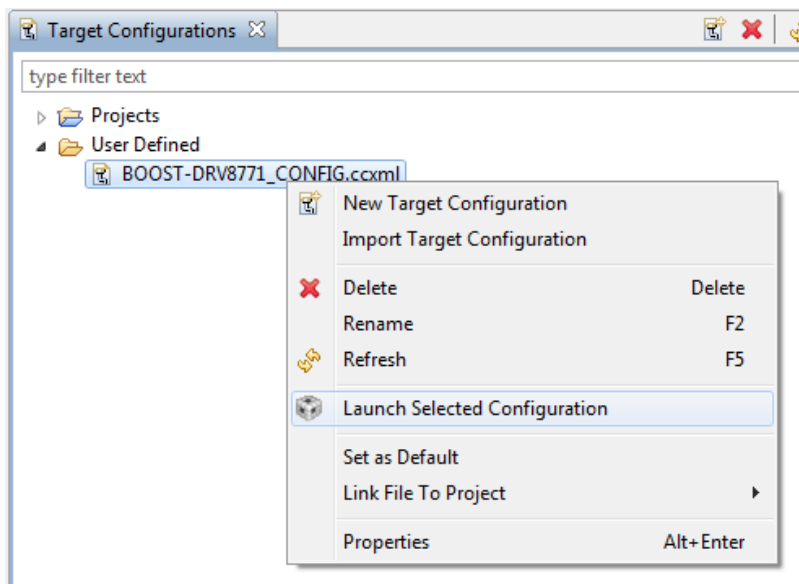 Target Configurations
type filter text
Projects
User Defined
BOOST-DRV8771_CONFIG.ccxml
New Target Configuration
Import Target Configuration
Delete Delete
Rename F2
Refresh F5
Launch Selected Configuration
Set as Default
Link File To Project
Properties Alt+Enter